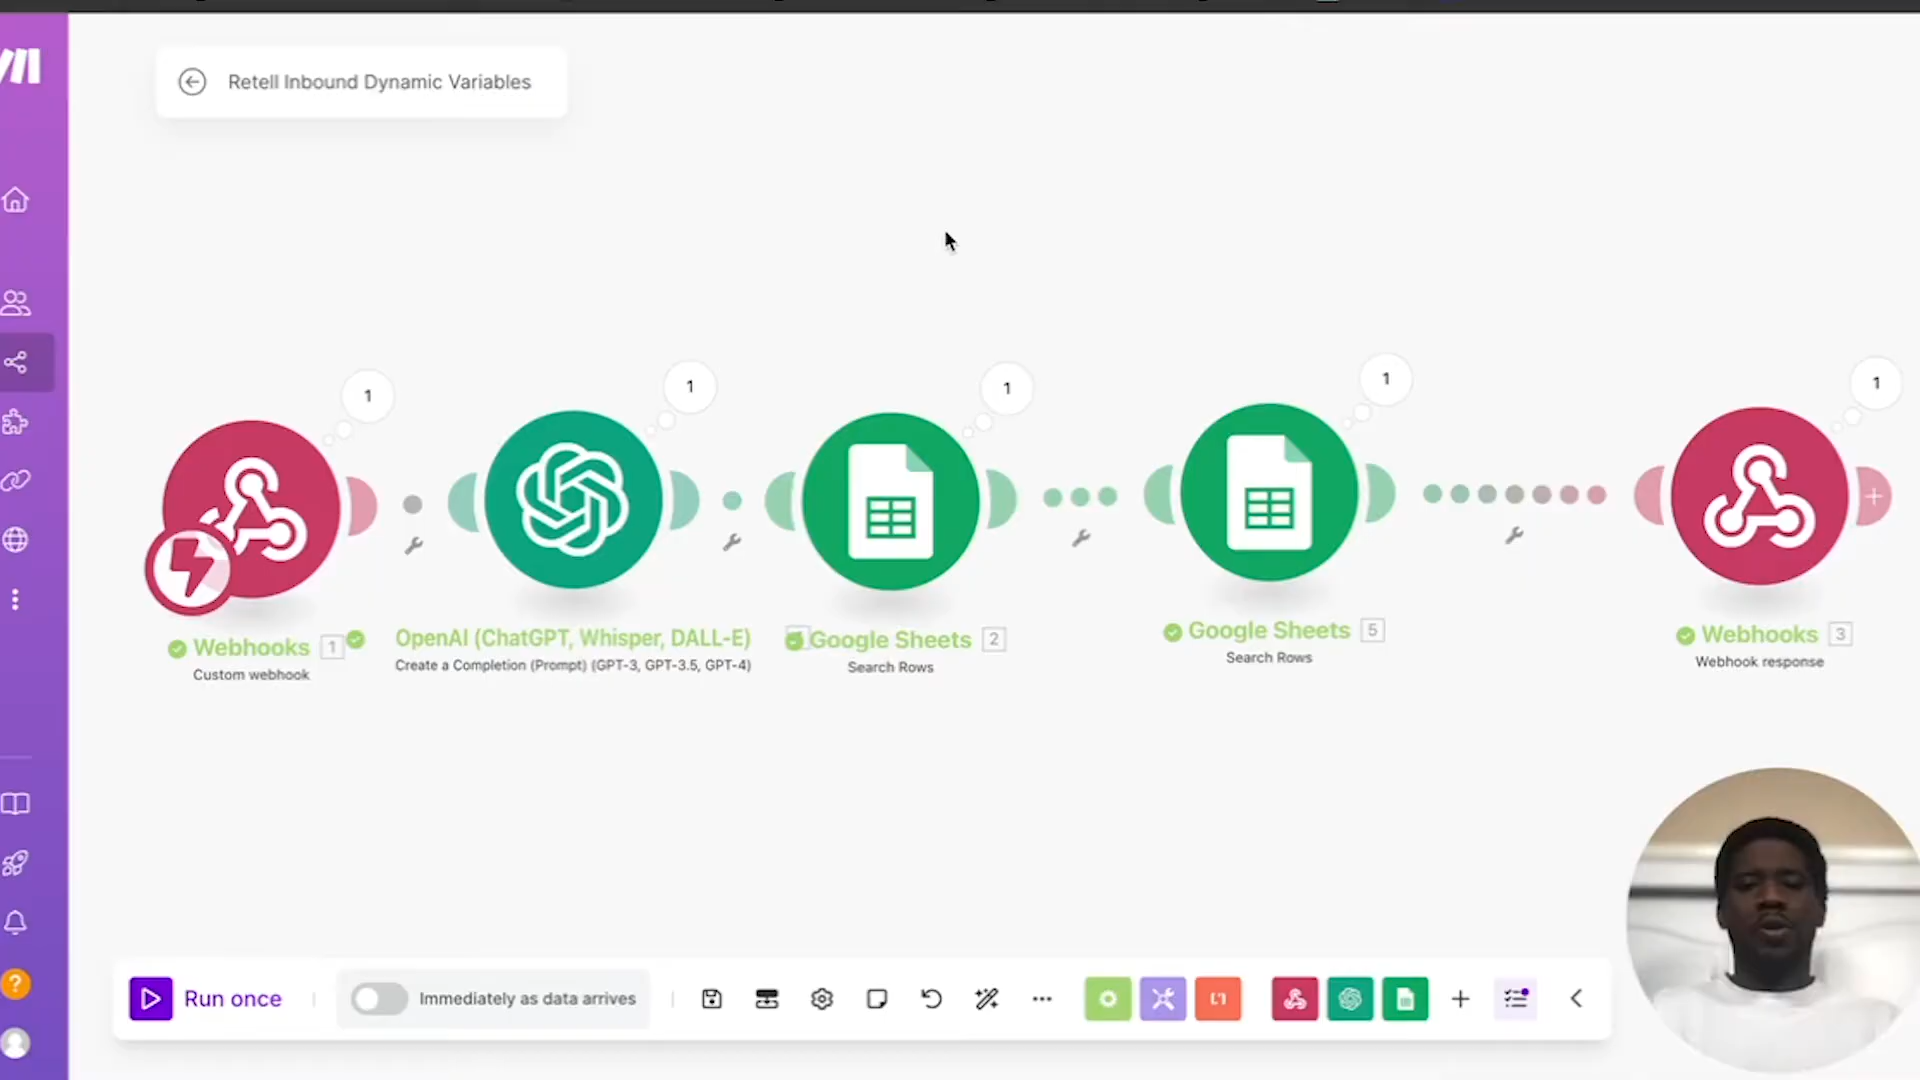 Retell Inbound Dynamic Variables
1
1
1
1
1
Webhooks 1
Custom webhook
OpenAI (ChatGPT, Whisper, DALL-E)
Create a Completion (Prompt) (GPT-3, GPT-3.5, GPT-4)
Google Sheets 2
Search Rows
Google Sheets 5
Search Rows
Webhooks 3
Webhook response
?
Run once
Immediately as data arrives